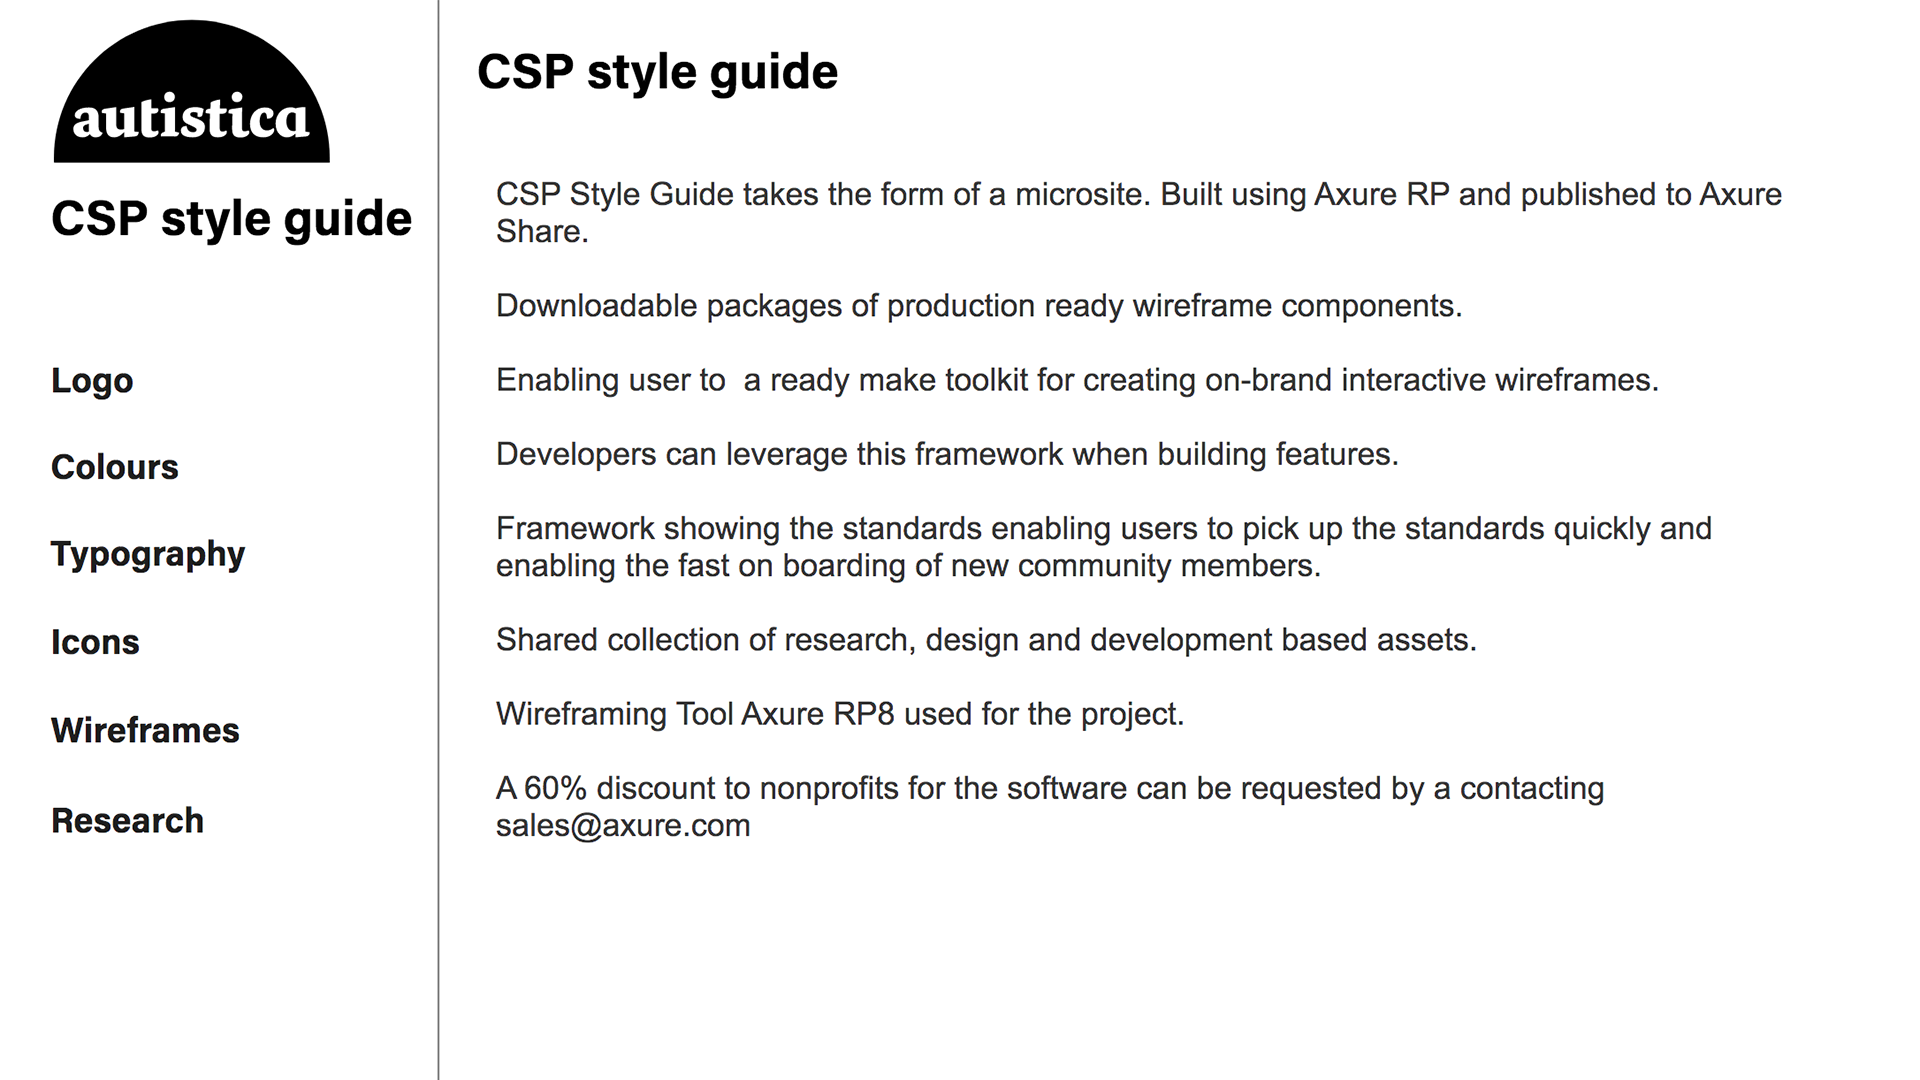 autistica
CSP style guide
Logo
Colours
Typography
Icons
Wireframes
Research
CSP style guide
CSP Style Guide takes the form of a microsite. Built using Axure RP and published to Axure
Share.
Downloadable packages of production ready wireframe components.
Enabling user to  a ready make toolkit for creating on-brand interactive wireframes.
Developers can leverage this framework when building features.
Framework showing the standards enabling users to pick up the standards quickly and
enabling the fast on boarding of new community members.
Shared collection of research, design and development based assets.
Wireframing Tool Axure RP8 used for the project.
A 60% discount to nonprofits for the software can be requested by a contacting
sales@axure.com